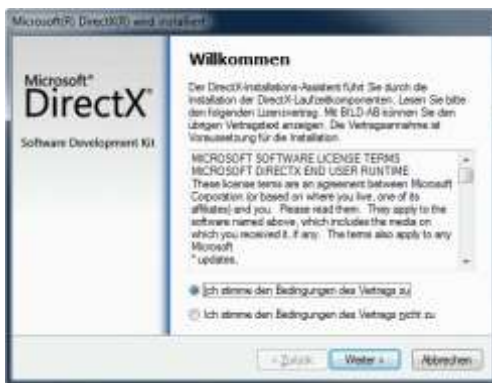 Microsoft(R) DirectX(R) wird installiert
Microsoft®
DirectX®
Software Development Kit
Willkommen
Der DirectX-Installations-Assistent führt Sie durch die
Installation der DirectX-Laufzeitkomponenten. Lesen Sie bitte
den folgenden Lizenzvertrag. Mit BILD-AB können Sie den
übrigen Vertragstext anzeigen. Die Vertragsannahme ist
Voraussetzung für die Installation.
MICROSOFT SOFTWARE LICENSE TERMS
MICROSOFT DIRECTX END USER RUNTIME
These license terms are an agreement between Microsoft
Corporation (or based on where you live, one of its
affiliates) and you. Please read them. They apply to the
software named above, which includes the media on
which you received it, if any. The terms also apply to any
Microsoft
* updates,
Ich stimme den Bedingungen des Vertrags zu
Ich stimme den Bedingungen des Vertrags nicht zu
< Zurück
Weiter >
Abbrechen